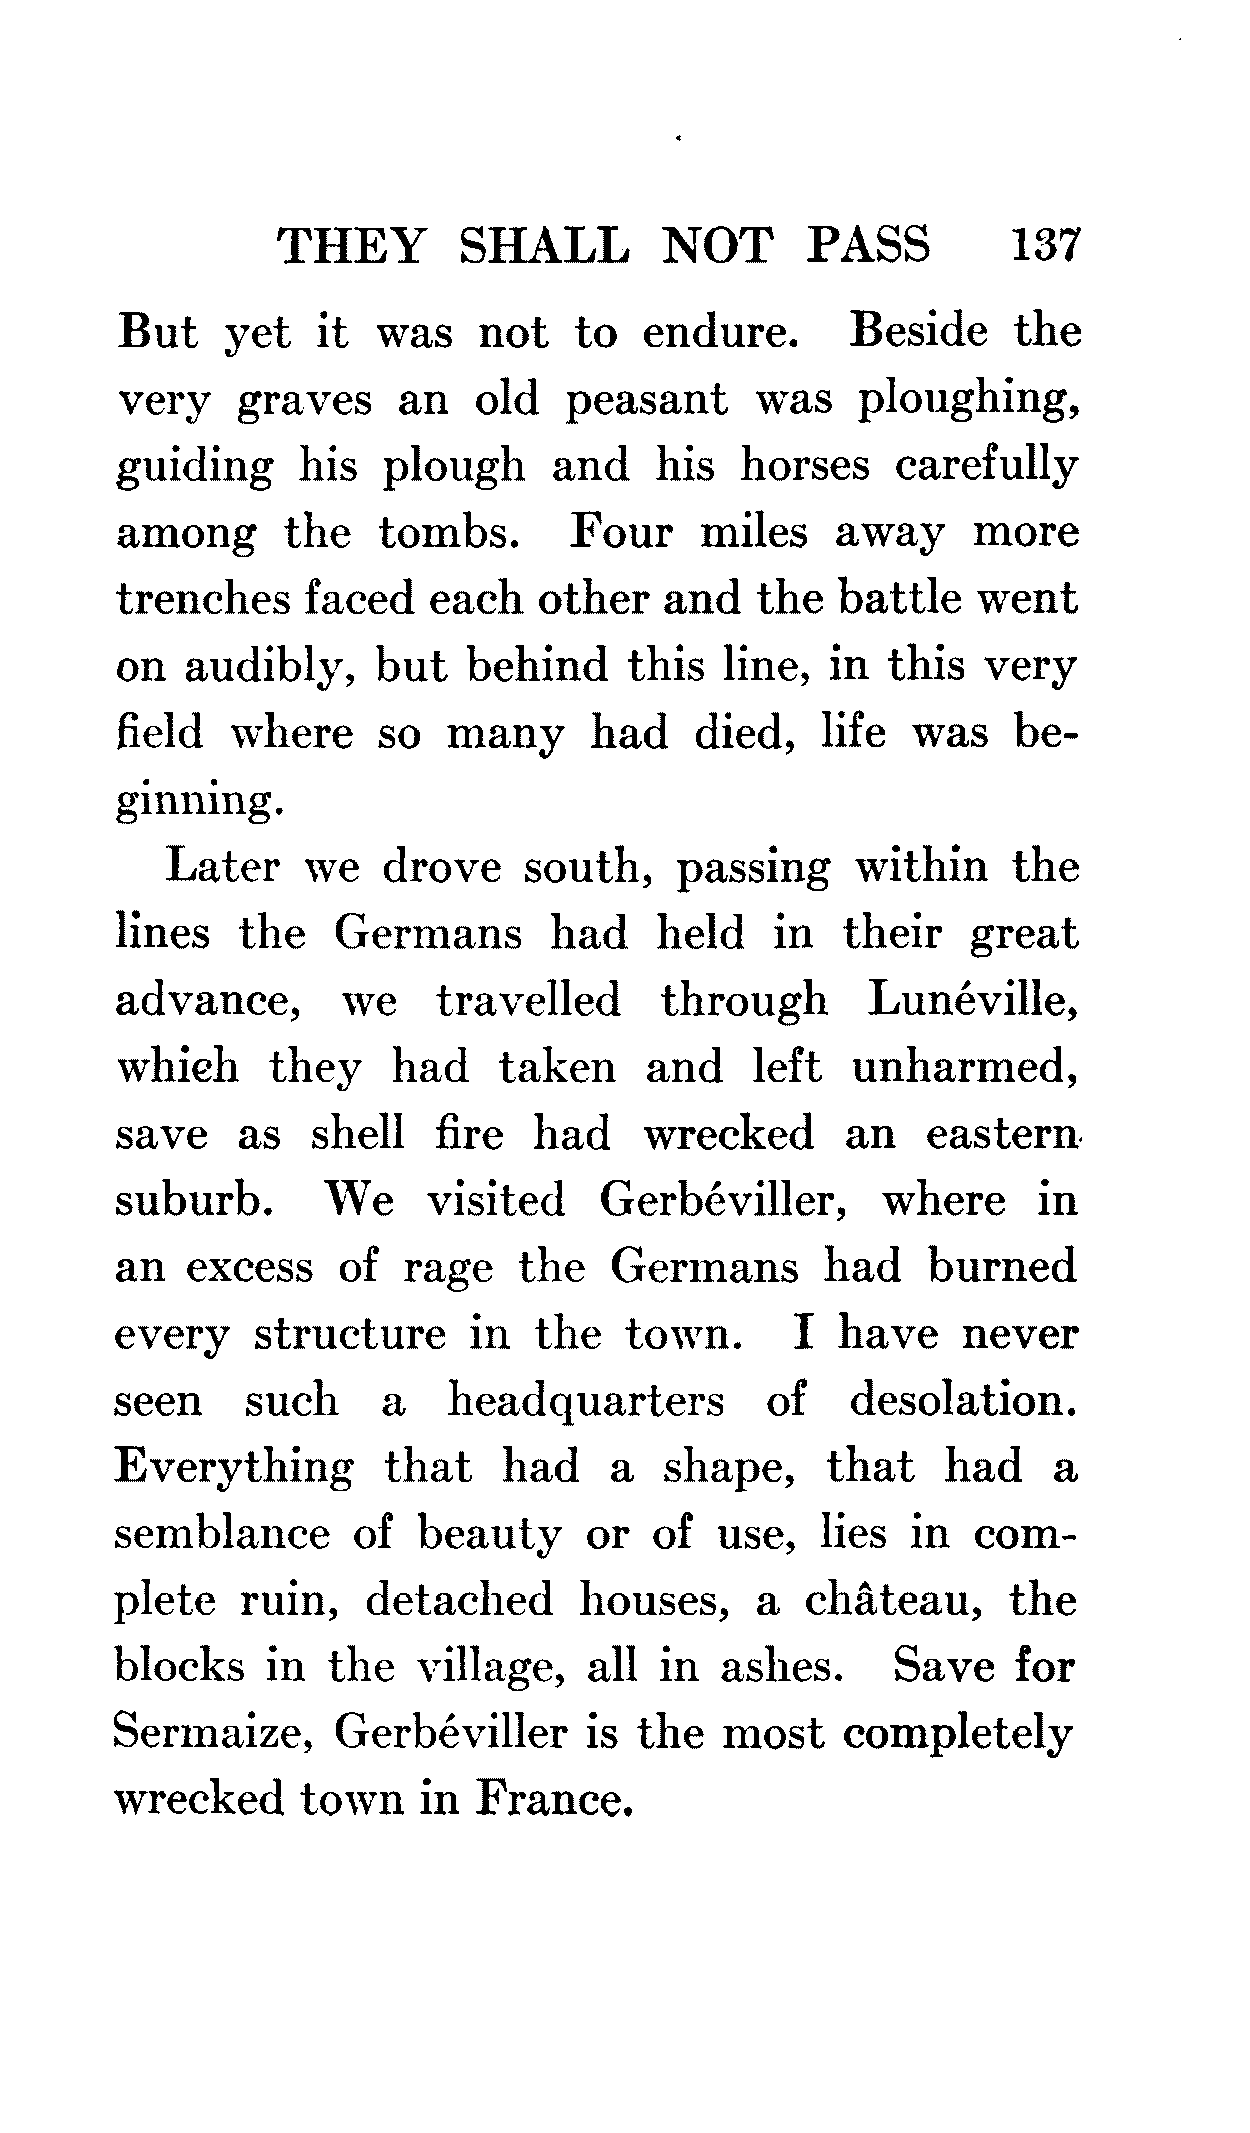 THEY SHALL NOT PASS 137
But yet it was not to endure. Beside the
very graves an old peasant was ploughing,
guiding his plough and his horses carefully
among the tombs. Four miles away more
trenches faced each other and the battle went
on audibly, but behind this line, in this very
field where so many had died, life was be-
ginning.
Later we drove south, passing within the
lines the Germans had held in their great
advance, we travelled through Lunéville,
which they had taken and left unharmed,
save as shell fire had wrecked an eastern
suburb. We visited Gerbéviller, where in
an excess of rage the Germans had burned
every structure in the town. I have never
seen such a headquarters of desolation.
Everything that had a shape, that had a
semblance of beauty or of use, lies in com-
plete ruin, detached houses, a château, the
blocks in the village, all in ashes. Save for
Sermaize, Gerbéviller is the most completely
wrecked town in France.